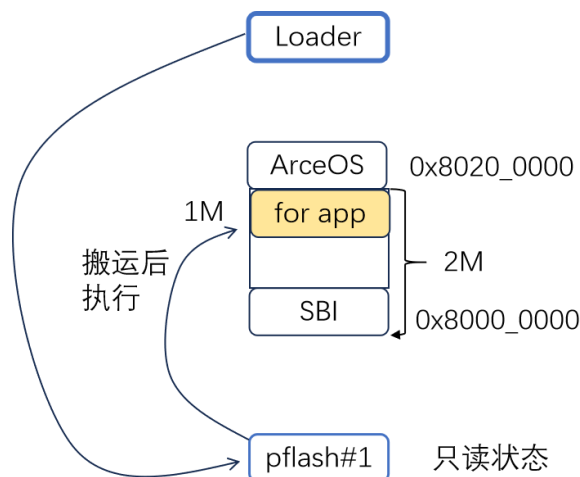 Loader
ArceOS
0x8020_0000
1M
for app
搬运后
执行
2M
SBI
0x8000_0000
pflash#1
只读状态